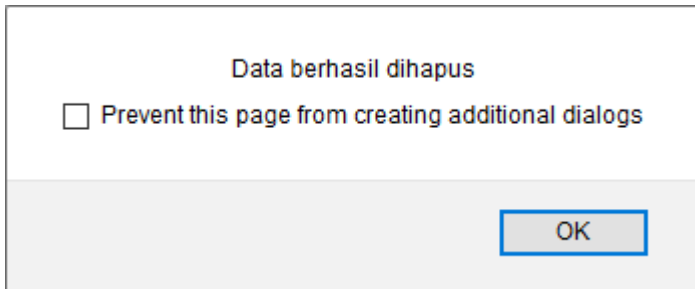 Data berhasil dihapus
Prevent this page from creating additional dialogs
OK